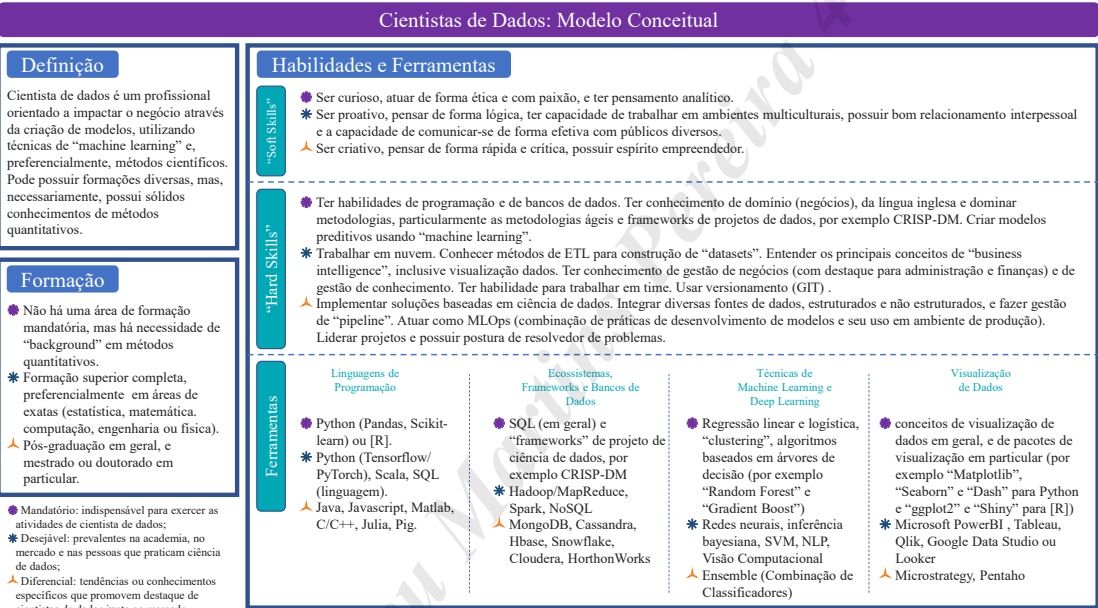 Cientistas de Dados: Modelo Conceitual
Definição
Cientista de dados é um profissional
orientado a impactar o negócio através
da criação de modelos, utilizando
técnicas de “machine learning” e,
preferencialmente, métodos científicos.
Pode possuir formações diversas, mas,
necessariamente, possui sólidos
conhecimentos de métodos
quantitativos.
Formação
Não há uma área de formação
mandatória, mas há necessidade de
“background” em métodos
quantitativos.
Formação superior completa,
preferencialmente em áreas de
exatas (estatística, matemática.
computação, engenharia ou física).
Pós-graduação em geral, e
mestrado ou doutorado em
particular.
Mandatório: indispensável para exercer as
atividades de cientista de dados;
Desejável: prevalentes na academia, no
mercado e nas pessoas que praticam ciência
de dados;
Diferencial: tendências ou conhecimentos
específicos que promovem destaque de
Habilidades e Ferramentas
“Soft Skills”
Ser curioso, atuar de forma ética e com paixão, e ter pensamento analítico.
Ser proativo, pensar de forma lógica, ter capacidade de trabalhar em ambientes multiculturais, possuir bom relacionamento interpessoal
e a capacidade de comunicar-se de forma efetiva com públicos diversos.
Ser criativo, pensar de forma rápida e crítica, possuir espírito empreendedor.
“Hard Skills”
Ter habilidades de programação e de bancos de dados. Ter conhecimento de domínio (negócios), da língua inglesa e dominar
metodologias, particularmente as metodologias ágeis e frameworks de projetos de dados, por exemplo CRISP-DM. Criar modelos
preditivos usando “machine learning”.
Trabalhar em nuvem. Conhecer métodos de ETL para construção de “datasets”. Entender os principais conceitos de “business
intelligence”, inclusive visualização dados. Ter conhecimento de gestão de negócios (com destaque para administração e finanças) e de
gestão de conhecimento. Ter habilidade para trabalhar em time. Usar versionamento (GIT) .
Implementar soluções baseadas em ciência de dados. Integrar diversas fontes de dados, estruturados e não estruturados, e fazer gestão
de “pipeline”. Atuar como MLOps (combinação de práticas de desenvolvimento de modelos e seu uso em ambiente de produção).
Liderar projetos e possuir postura de resolvedor de problemas.
Ferramentas
Linguagens de
Programação
Python (Pandas, Scikit-
learn) ou [R].
Python (Tensorflow/
PyTorch), Scala, SQL
(linguagem).
Java, Javascript, Matlab,
C/C++, Julia, Pig.
Ecossistemas,
Frameworks e Bancos de
Dados
SQL (em geral) e
“frameworks” de projeto de
ciência de dados, por
exemplo CRISP-DM
Hadoop/MapReduce,
Spark, NoSQL
MongoDB, Cassandra,
Hbase, Snowflake,
Cloudera, HorthonWorks
Técnicas de
Machine Learning e
Deep Learning
Regressão linear e logística,
“clustering”, algoritmos
baseados em árvores de
decisão (por exemplo
“Random Forest” e
“Gradient Boost”)
Redes neurais, inferência
bayesiana, SVM, NLP,
Visão Computacional
Ensemble (Combinação de
Classificadores)
Visualização
de Dados
conceitos de visualização de
dados em geral, e de pacotes de
visualização em particular (por
exemplo “Matplotlib”,
“Seaborn” e “Dash” para Python
e “ggplot2” e “Shiny” para [R])
Microsoft PowerBI , Tableau,
Qlik, Google Data Studio ou
Looker
Microstrategy, Pentaho
Martins Pereira 4